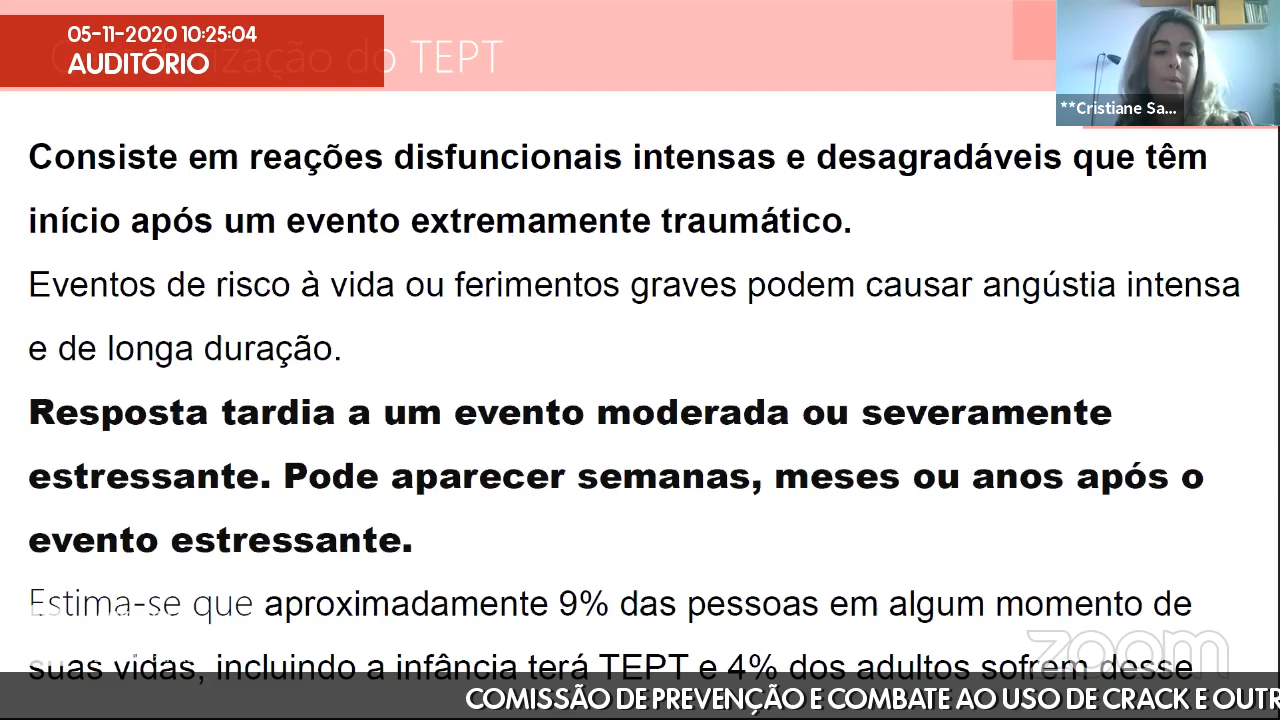 05-11-2020 10:25:04
AUDITÓRIO
do TEPT
**Cristiane Sa...
Consiste em reações disfuncionais intensas e desagradáveis que têm
início após um evento extremamente traumático.
Eventos de risco à vida ou ferimentos graves podem causar angústia intensa
e de longa duração.
Resposta tardia a um evento moderada ou severamente
estressante. Pode aparecer semanas, meses ou anos após o
evento estressante.
Estima-se que aproximadamente 9% das pessoas em algum momento de
suas vidas, incluindo a infância terá TEPT e 4% dos adultos sofrem desse
zoom
COMISSÃO DE PREVENÇÃO E COMBATE AO USO DE CRACK E OUTR